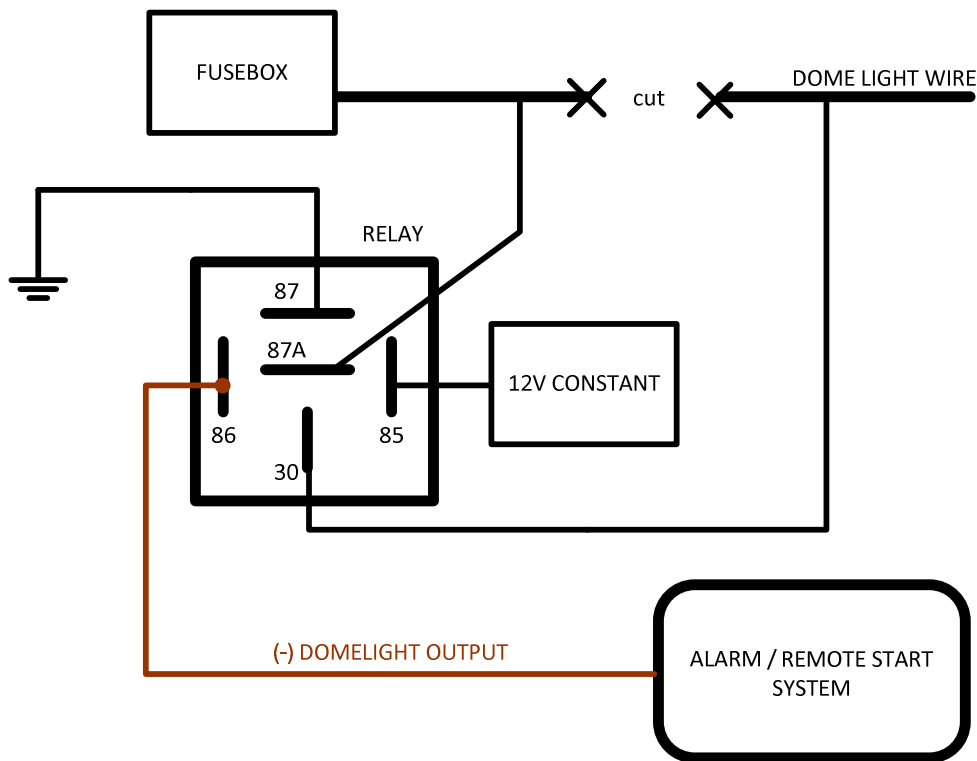 FUSEBOX
cut
DOME LIGHT WIRE
RELAY
87
87A
86
85
30
12V CONSTANT
(-) DOMELIGHT OUTPUT
ALARM / REMOTE START
SYSTEM